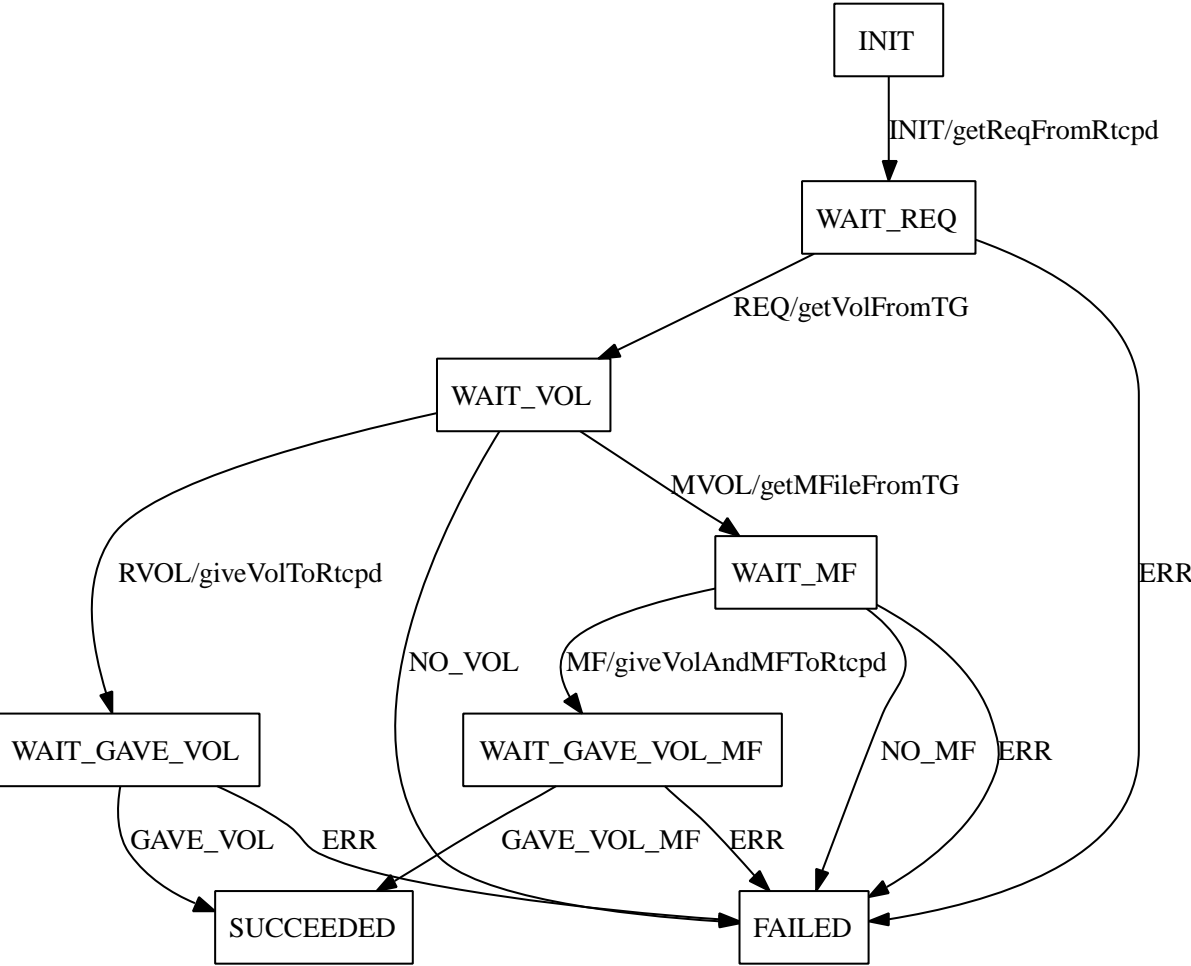 INIT
INIT/getReqFromRtcpd
WAIT_REQ
REQ/getVolFromTG
WAIT_VOL
MVOL/getMFileFromTG
RVOL/giveVolToRtcpd
WAIT_MF
ERR
NO_VOL
MF/giveVolAndMFToRtcpd
WAIT_GAVE_VOL
WAIT_GAVE_VOL_MF
NO_MF
ERR
GAVE_VOL
ERR
GAVE_VOL_MF
ERR
SUCCEEDED
FAILED